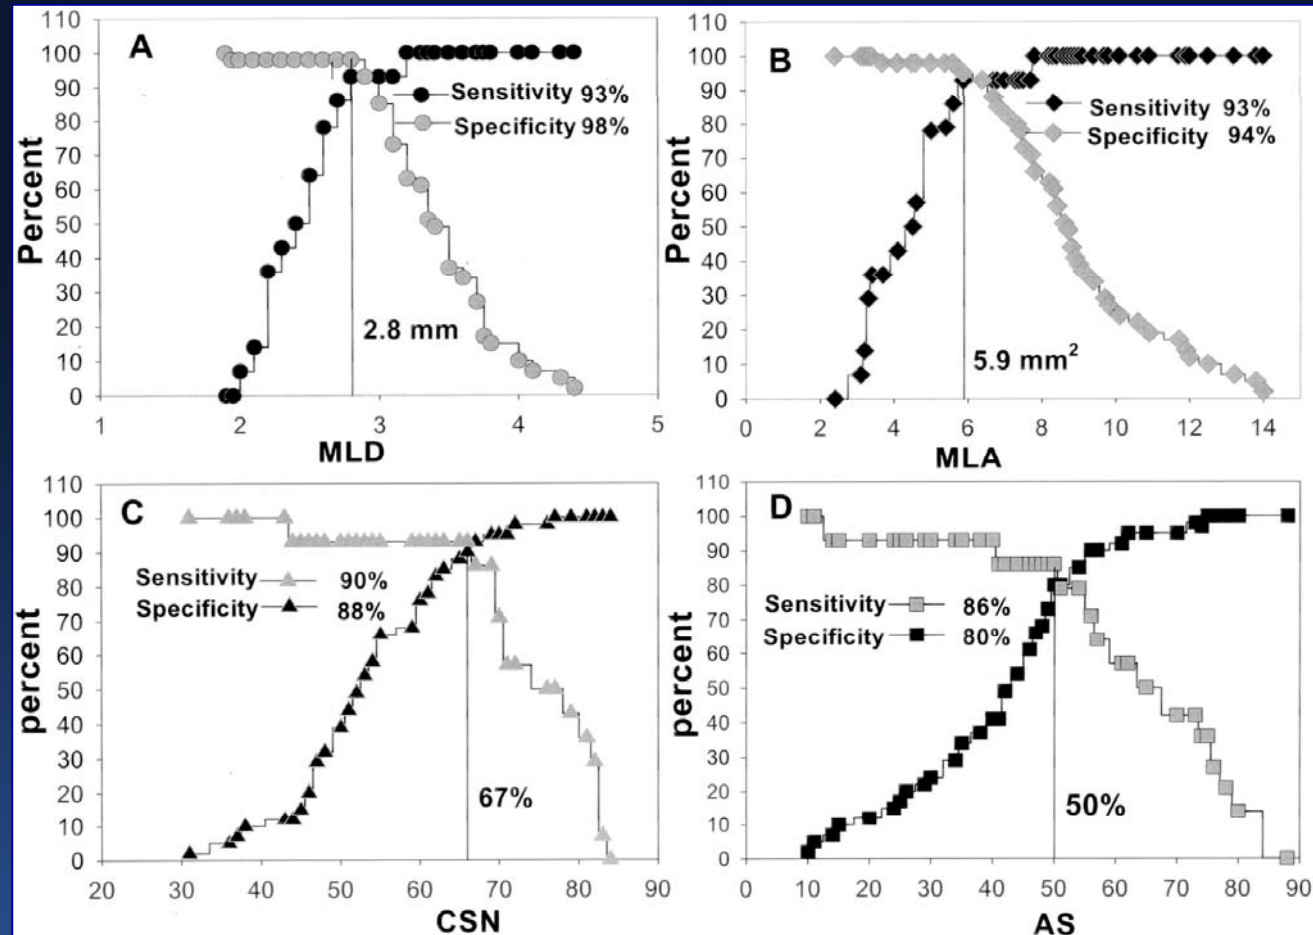 A
110
100
90
80
70
60
50
40
30
20
10
0
Percent
Sensitivity 93%
Specificity 98%
2.8 mm
1 2 3 4 5
MLD
B
110
100
90
80
70
60
50
40
30
20
10
0
Percent
Sensitivity 93%
Specificity 94%
5.9 mm²
0 2 4 6 8 10 12 14
MLA
C
110
100
90
80
70
60
50
40
30
20
10
0
percent
Sensitivity 90%
Specificity 88%
67%
20 30 40 50 60 70 80 90
CSN
D
110
100
90
80
70
60
50
40
30
20
10
0
percent
Sensitivity 86%
Specificity 80%
50%
0 10 20 30 40 50 60 70 80 90
AS